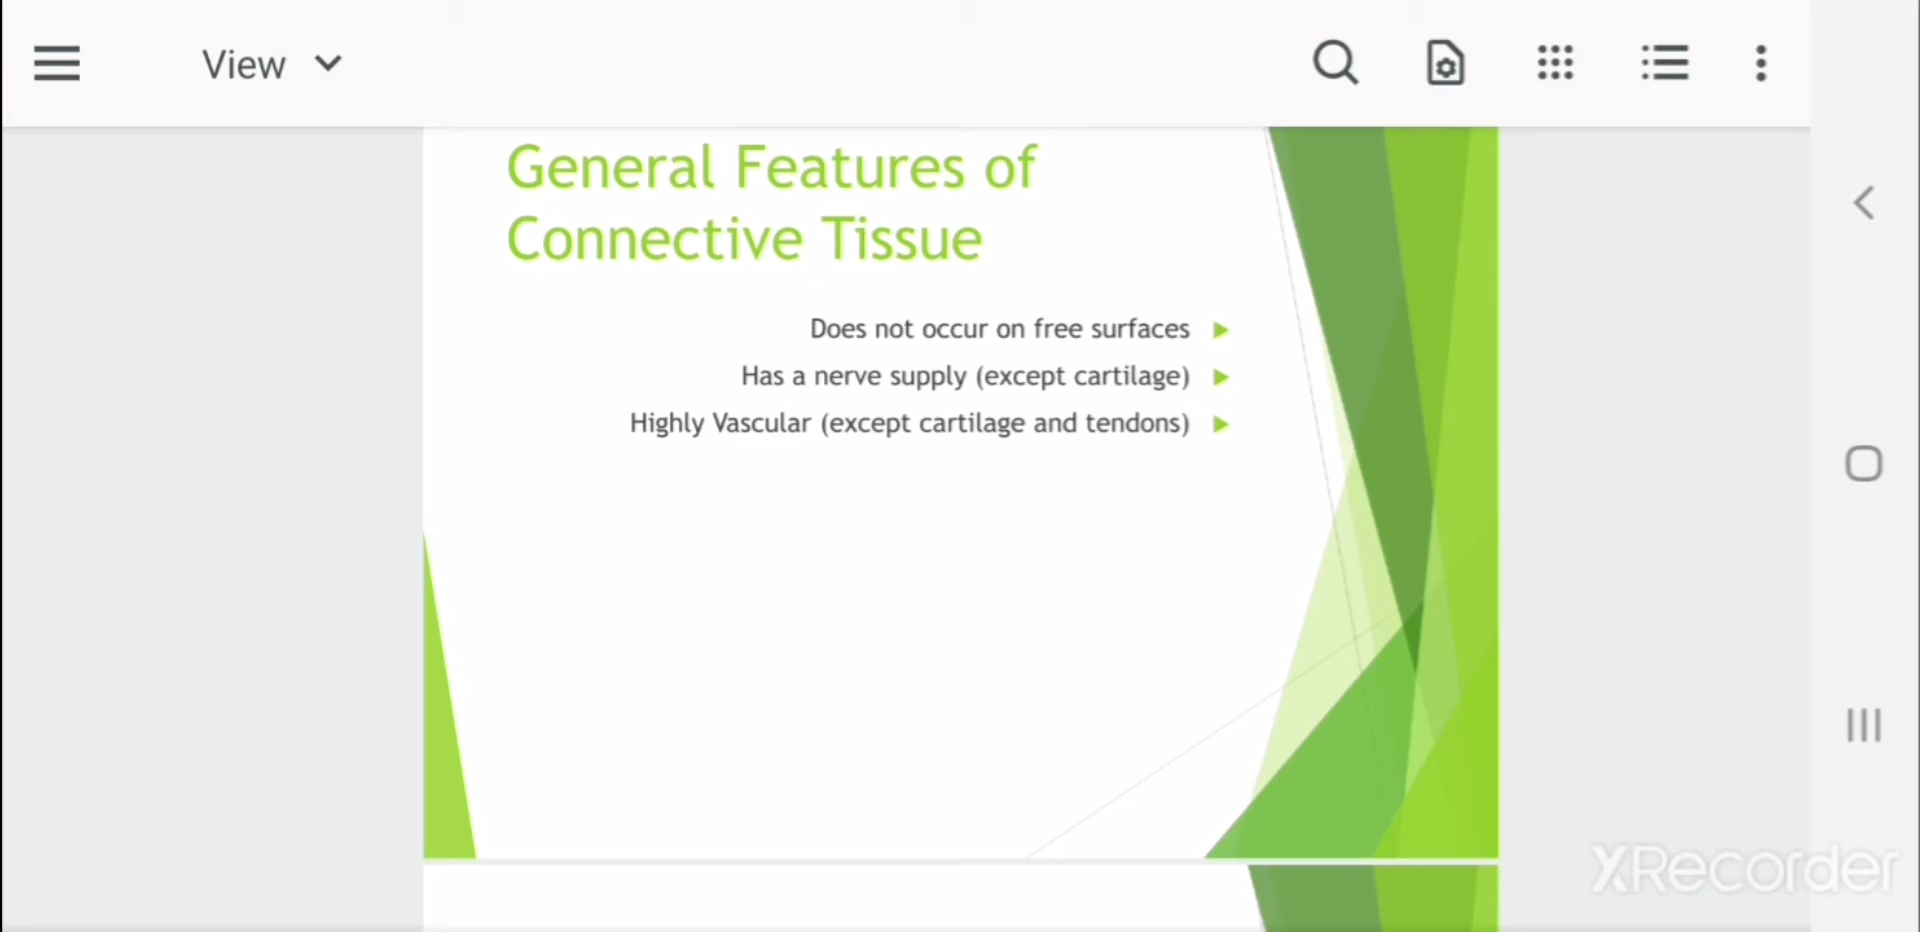 View
General Features of
Connective Tissue
Does not occur on free surfaces
Has a nerve supply (except cartilage)
Highly Vascular (except cartilage and tendons)
XRecorder